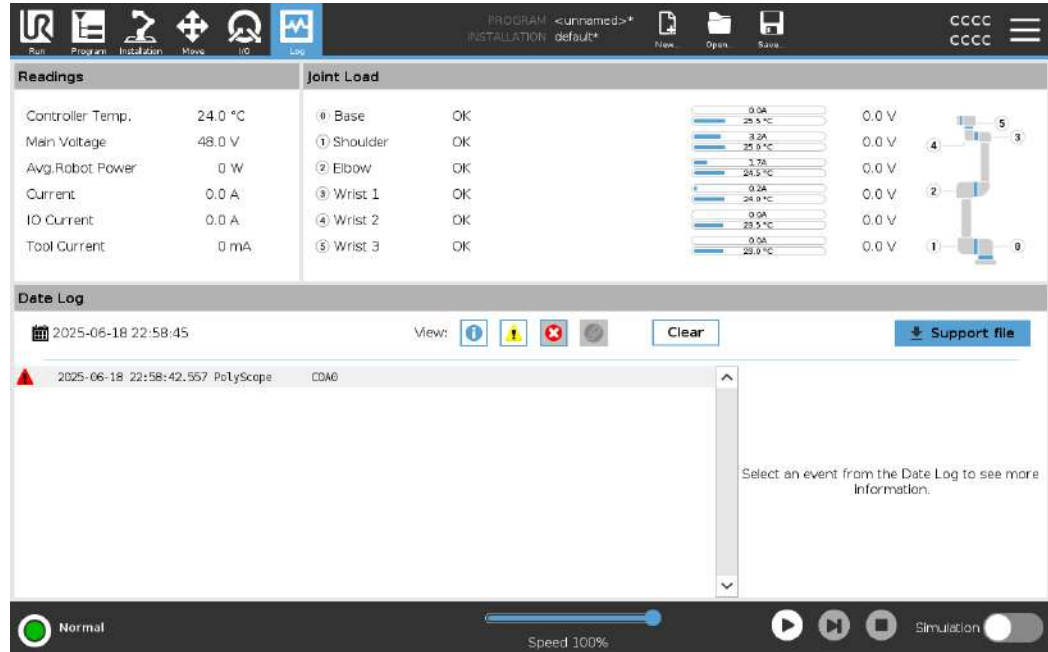 UR
PROGRAM <unnamed>*
INSTALLATION default*
cccc
cccc
Run Program Installation Move I/O Log New... Open... Save...
Readings
Joint Load
Controller Temp. 24.0 °C
Main Voltage 48.0 V
Avg.Robot Power 0 W
Current 0.0 A
IO Current 0.0 A
Tool Current 0 mA
0 Base OK 0.0A 25.5 °C 0.0 V
1 Shoulder OK 3.2A 25.0 °C 0.0 V
2 Elbow OK 1.7A 24.5 °C 0.0 V
3 Wrist 1 OK 0.2A 24.0 °C 0.0 V
4 Wrist 2 OK 0.0A 23.5 °C 0.0 V
5 Wrist 3 OK 0.0A 23.0 °C 0.0 V
5
4 3
2
1 0
Date Log
2025-06-18 22:58:45 View: Clear Support file
2025-06-18 22:58:42.557 PolyScope C0A0
Select an event from the Date Log to see more
information.
Normal
Speed 100%
Simulation